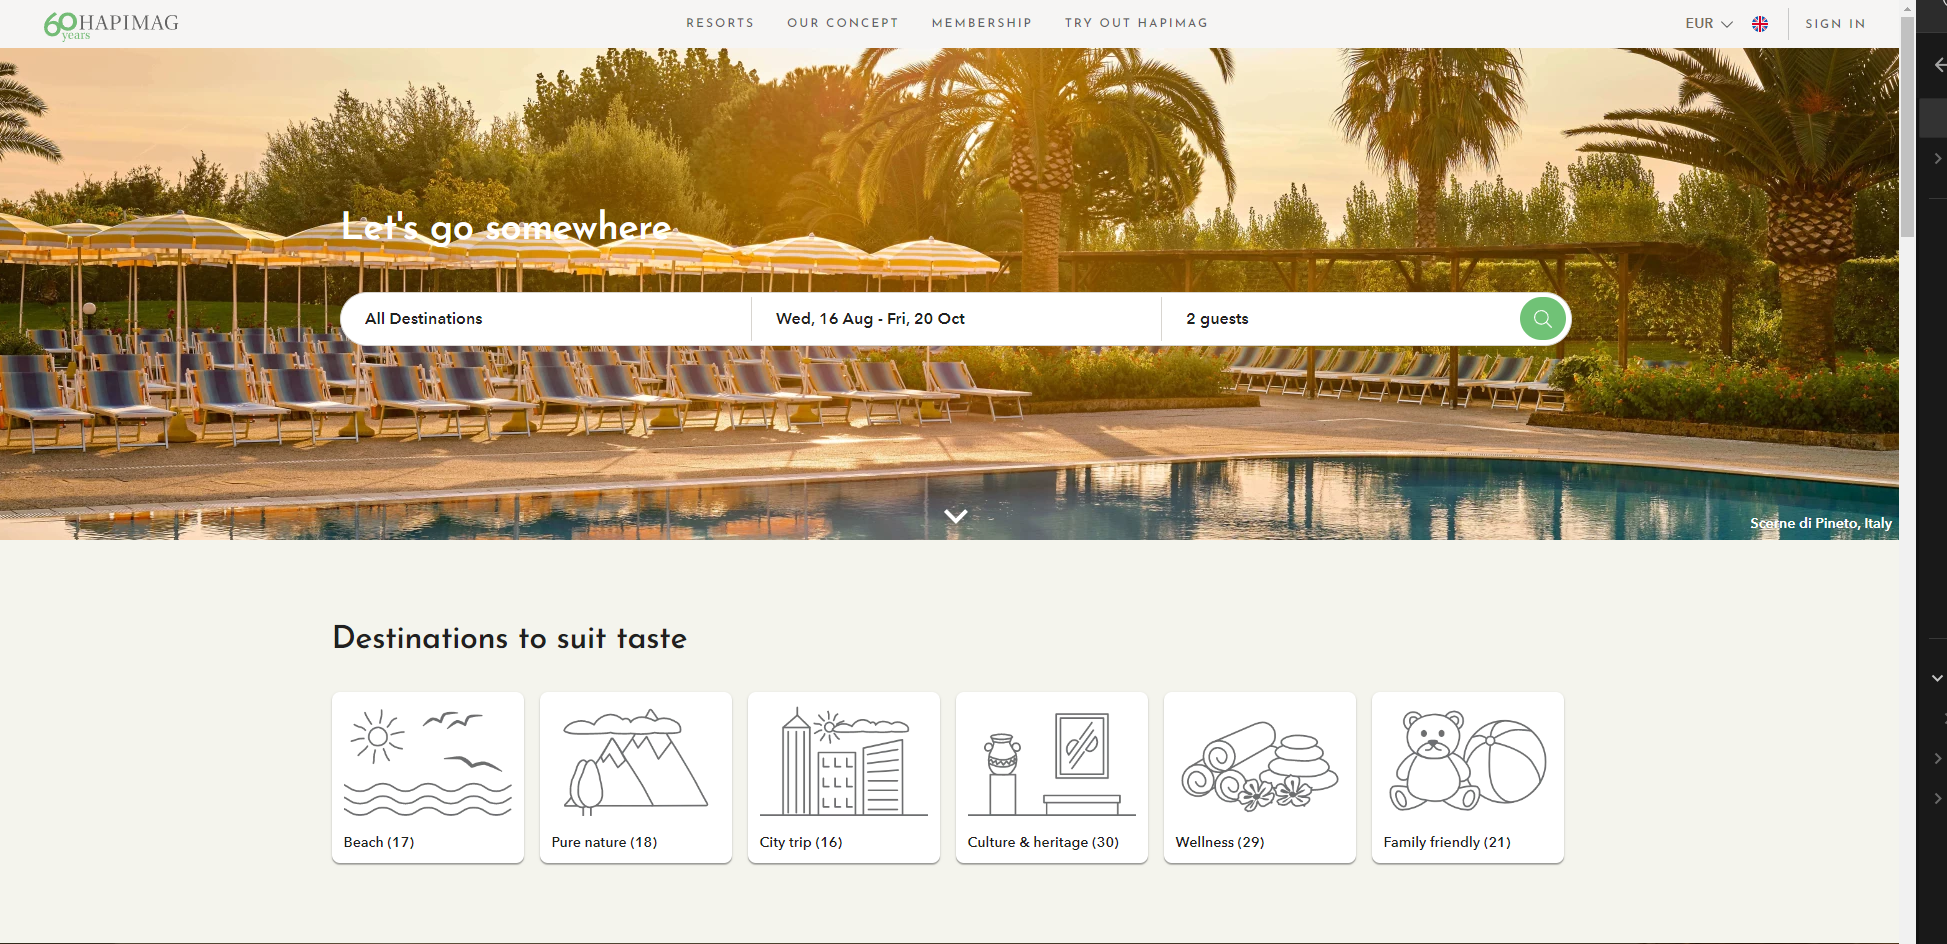 60 HAPIMAG
years
RESORTS
OUR CONCEPT
MEMBERSHIP
TRY OUT HAPIMAG
EUR
SIGN IN
Let's go somewhere
All Destinations
Wed, 16 Aug - Fri, 20 Oct
2 guests
Scerne di Pineto, Italy
Destinations to suit taste
Beach (17)
Pure nature (18)
City trip (16)
Culture & heritage (30)
Wellness (29)
Family friendly (21)